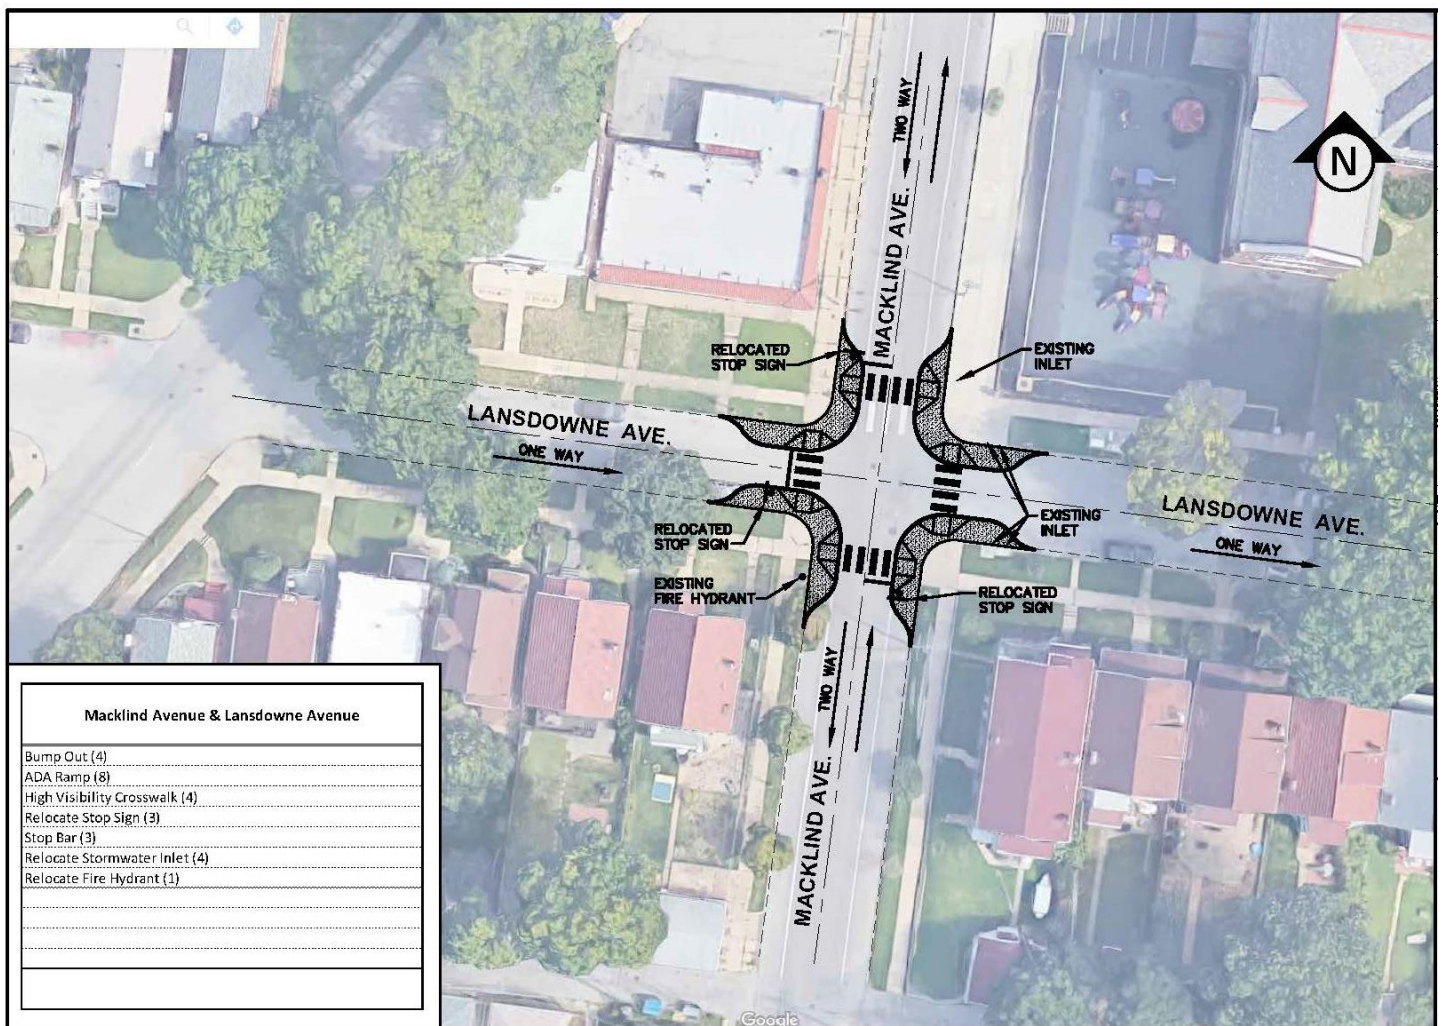 TWO WAY
MACKLIND AVE.
N
RELOCATED
STOP SIGN
EXISTING
INLET
LANSDOWNE AVE.
ONE WAY
LANSDOWNE AVE.
ONE WAY
RELOCATED
STOP SIGN
EXISTING
INLET
EXISTING
FIRE HYDRANT
RELOCATED
STOP SIGN
TWO WAY
MACKLIND AVE.
Macklind Avenue & Lansdowne Avenue
Bump Out (4)
ADA Ramp (8)
High Visibility Crosswalk (4)
Relocate Stop Sign (3)
Stop Bar (3)
Relocate Stormwater Inlet (4)
Relocate Fire Hydrant (1)
Google